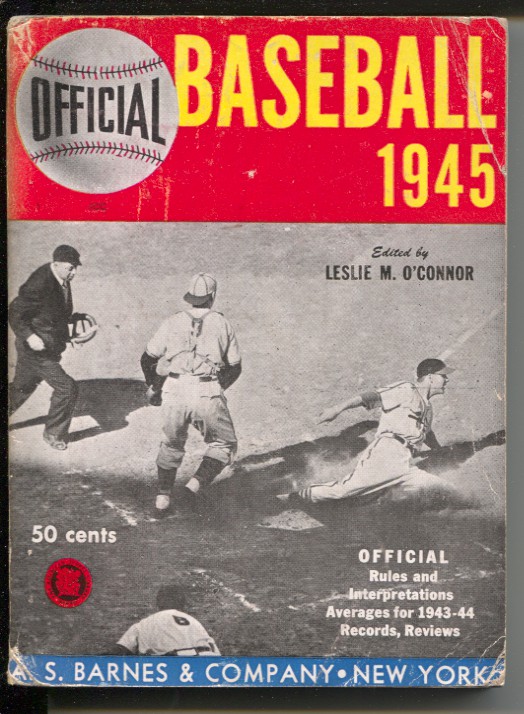 OFFICIAL
BASEBALL
1945
Edited by
LESLIE M. O'CONNOR
50 cents
OFFICIAL
Rules and
Interpretations
Averages for 1943-44
Records, Reviews
6
A. S. BARNES & COMPANY • NEW YORK